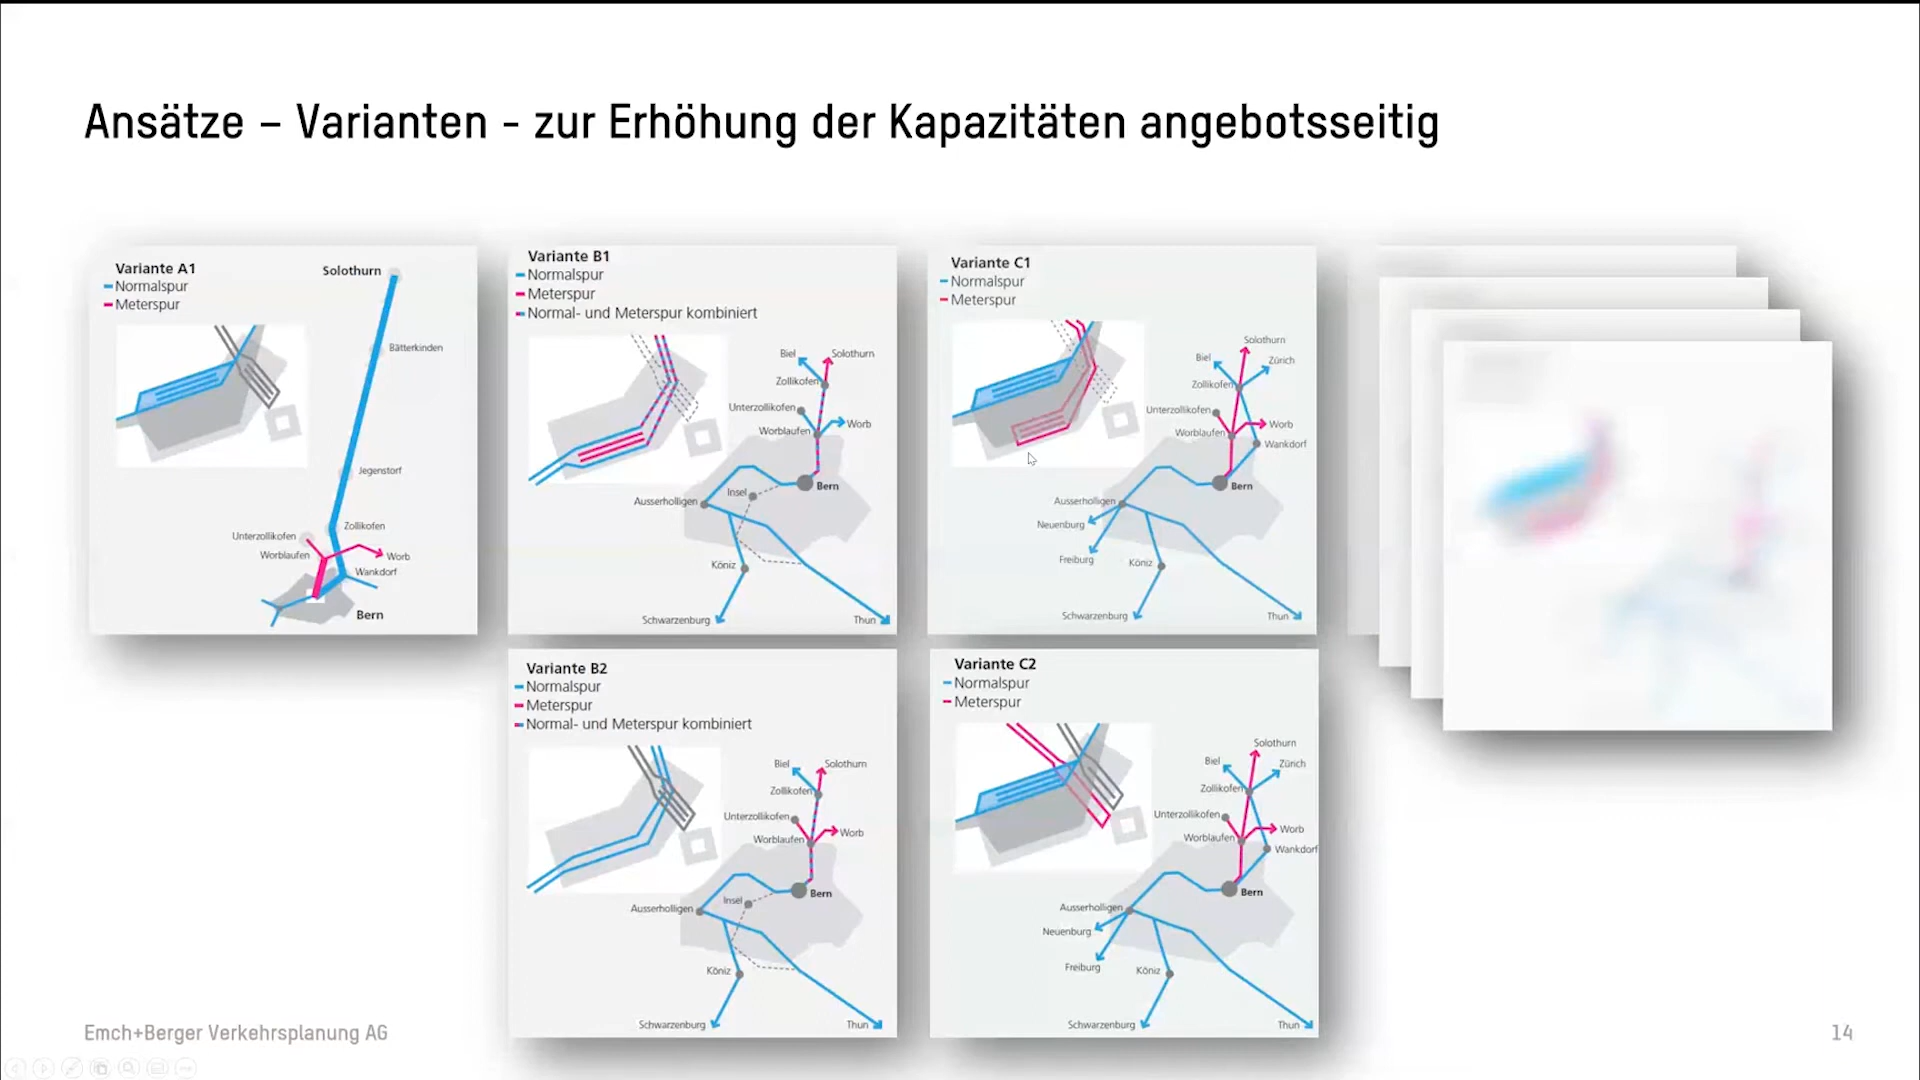 Ansätze – Varianten - zur Erhöhung der Kapazitäten angebotsseitig
Variante A1
Normalspur
Meterspur
Solothurn
Bätterkinden
Jegenstorf
Zollikofen
Unterzollikofen
Worblaufen
Worb
Wankdorf
Bern
Variante B1
Normalspur
Meterspur
Normal- und Meterspur kombiniert
Biel
Solothurn
Zollikofen
Unterzollikofen
Worblaufen
Worb
Insel
Bern
Ausserholligen
Köniz
Schwarzenburg
Thun
Variante C1
Normalspur
Meterspur
Solothurn
Biel
Zürich
Zollikofen
Unterzollikofen
Worb
Worblaufen
Wankdorf
Bern
Ausserholligen
Neuenburg
Freiburg
Köniz
Schwarzenburg
Thun
Variante B2
Normalspur
Meterspur
Normal- und Meterspur kombiniert
Biel
Solothurn
Zollikofen
Unterzollikofen
Worblaufen
Worb
Bern
Insel
Ausserholligen
Köniz
Schwarzenburg
Thun
Variante C2
Normalspur
Meterspur
Solothurn
Biel
Zürich
Zollikofen
Unterzollikofen
Worb
Worblaufen
Wankdorf
Bern
Ausserholligen
Neuenburg
Freiburg
Köniz
Schwarzenburg
Thun
Emch+Berger Verkehrsplanung AG
14